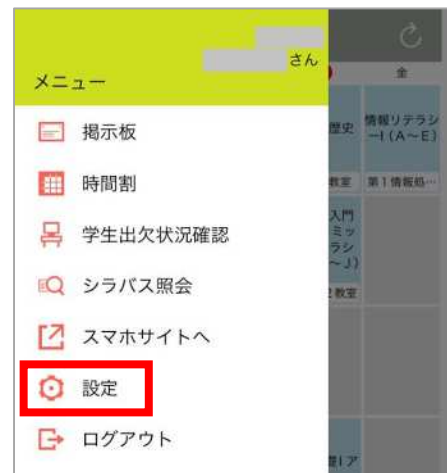 さん
メニュー
金
掲示板
時間割
学生出欠状況確認
シラバス照会
スマホサイトへ
設定
ログアウト
歴史
教室
情報リテラシ
ーI(A~E)
第1情報処…
入門
ミッ
ラシ
~J)
2教室